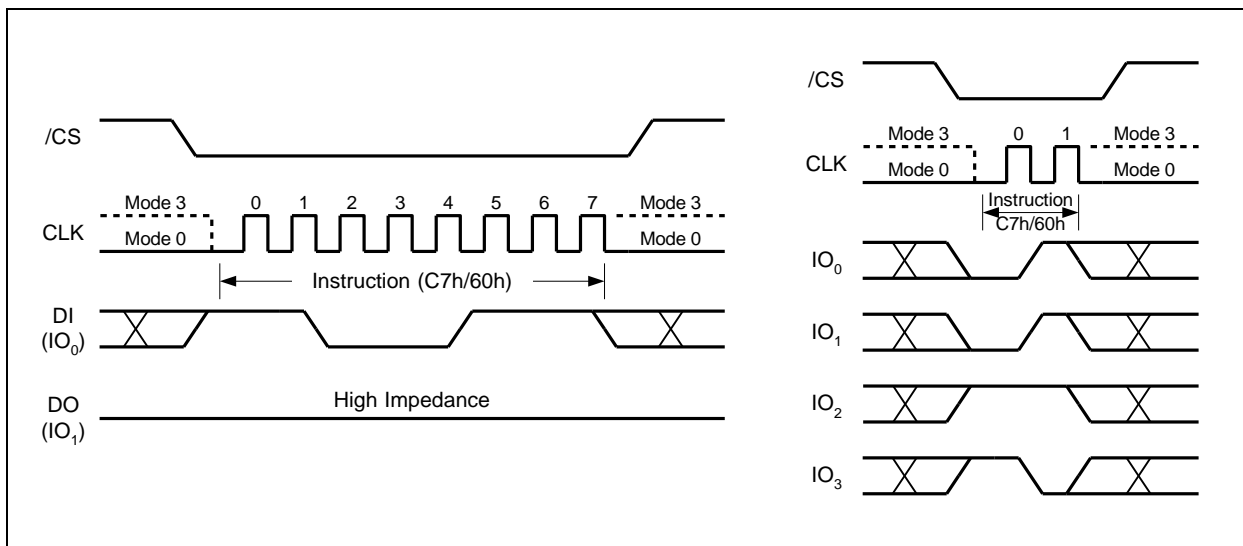 /CS
Mode 3 0 1 2 3 4 5 6 7 Mode 3
CLK Mode 0 Mode 0
Instruction (C7h/60h)
DI
(IO0)
High Impedance
DO
(IO1)
/CS
Mode 3 0 1 Mode 3
CLK Mode 0 Mode 0
Instruction
C7h/60h
IO0
IO1
IO2
IO3